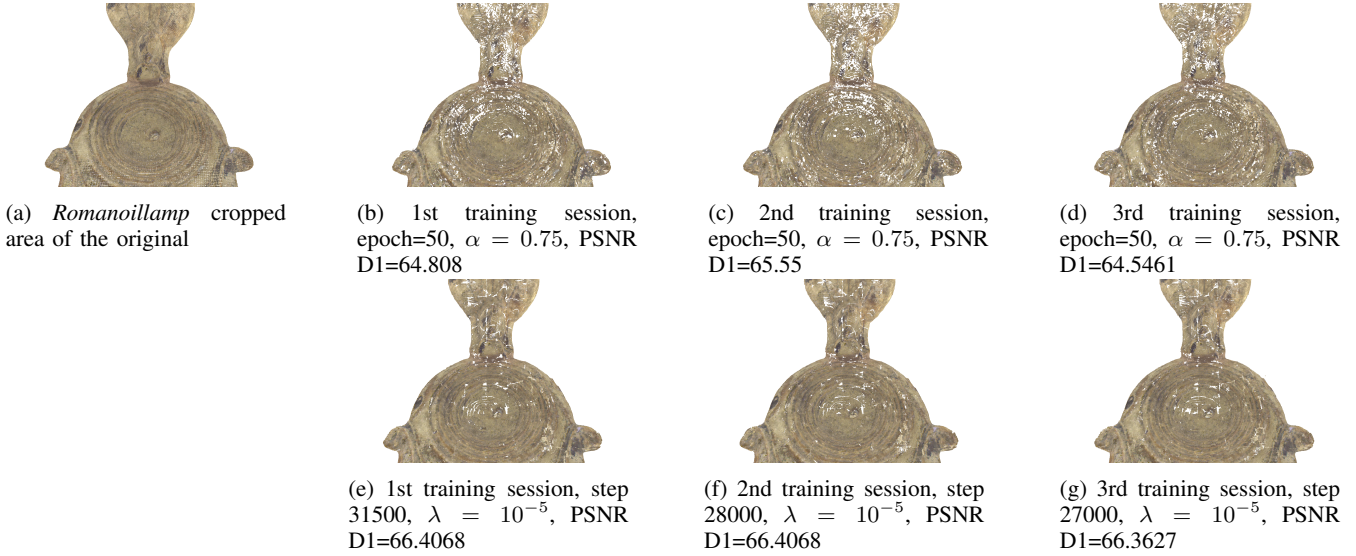 (a) Romanoillamp cropped
area of the original
(b) 1st training session,
epoch=50, α = 0.75, PSNR
D1=64.808
(c) 2nd training session,
epoch=50, α = 0.75, PSNR
D1=65.55
(d) 3rd training session,
epoch=50, α = 0.75, PSNR
D1=64.5461
(e) 1st training session, step
31500, λ = 10⁻⁵, PSNR
D1=66.4068
(f) 2nd training session, step
28000, λ = 10⁻⁵, PSNR
D1=66.4068
(g) 3rd training session, step
27000, λ = 10⁻⁵, PSNR
D1=66.3627